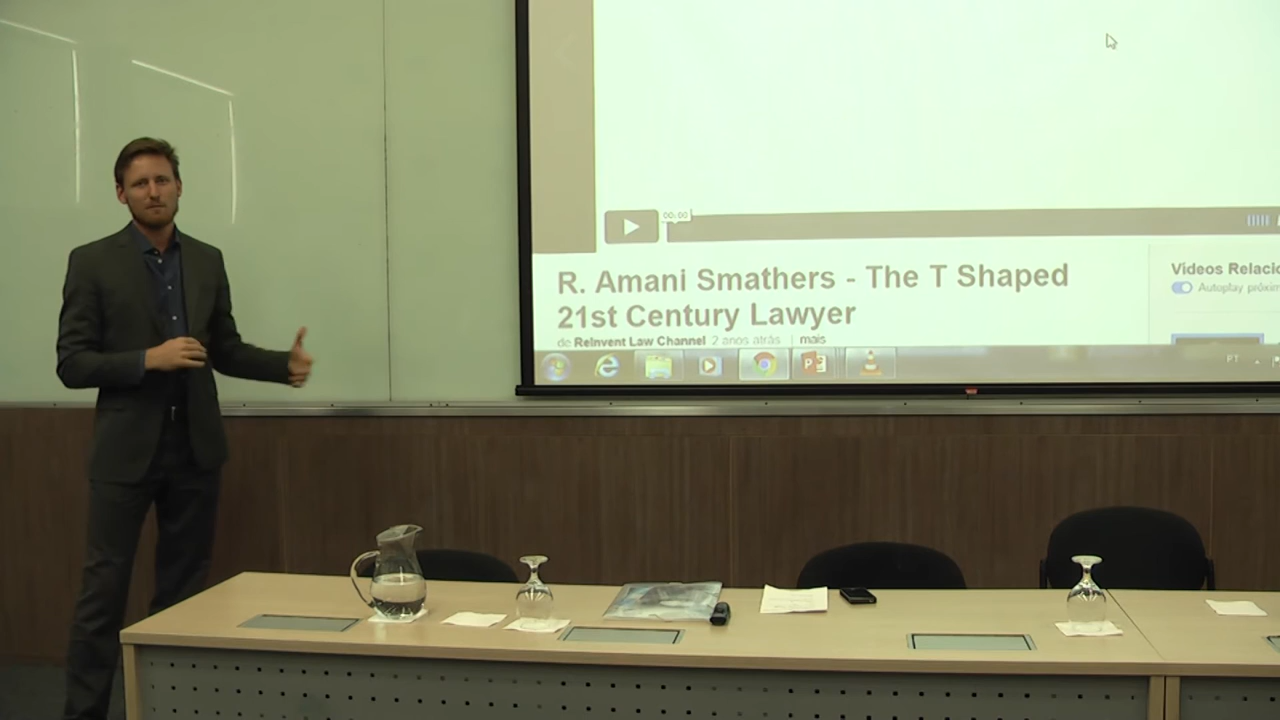 00:00
R. Amani Smathers - The T Shaped
21st Century Lawyer
de ReInvent Law Channel 2 anos atrás mais
Videos Relacio
Autoplay próxim
PT